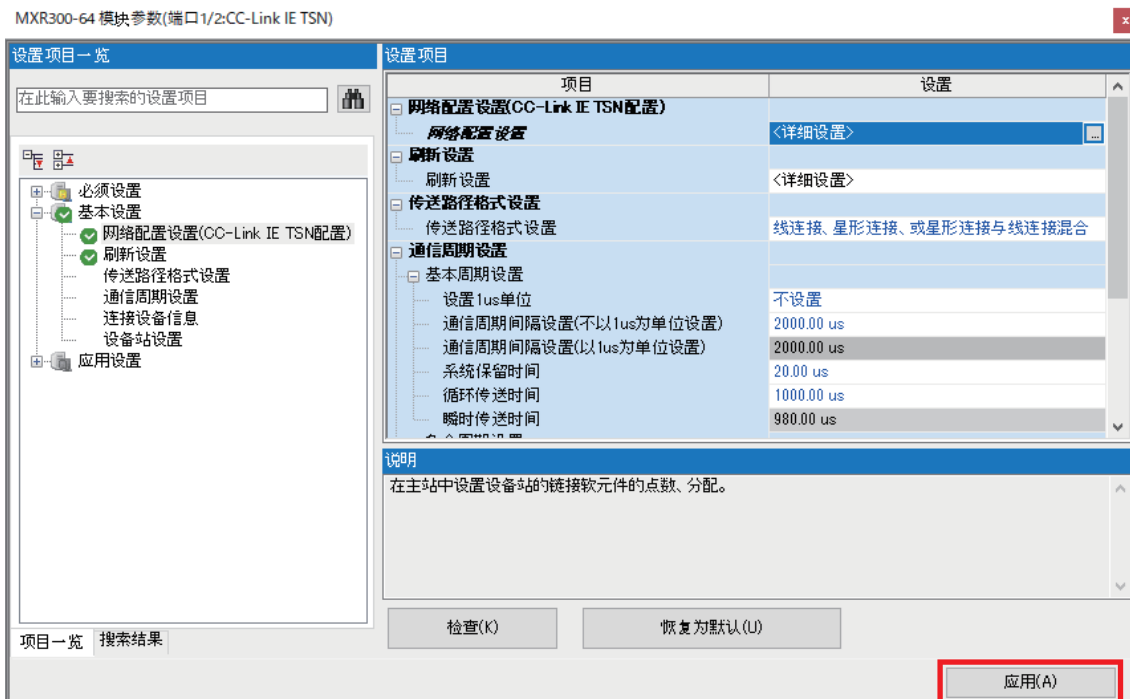 MXR300-64 模块参数(端口1/2:CC-Link IE TSN)
x
设置项目一览
在此输入要搜索的设置项目
必须设置
基本设置
网络配置设置(CC-Link IE TSN配置)
刷新设置
传送路径格式设置
通信周期设置
连接设备信息
设备站设置
应用设置
项目一览 搜索结果
设置项目
项目 设置
网络配置设置(CC-Link IE TSN配置)
网络配置设置 <详细设置> ...
刷新设置
刷新设置 <详细设置>
传送路径格式设置
传送路径格式设置 线连接、星形连接、或星形连接与线连接混合
通信周期设置
基本周期设置
设置1us单位 不设置
通信周期间隔设置(不以1us为单位设置) 2000.00 us
通信周期间隔设置(以1us为单位设置) 2000.00 us
系统保留时间 20.00 us
循环传送时间 1000.00 us
瞬时传送时间 980.00 us
说明
在主站中设置设备站的链接软元件的点数、分配。
检查(K) 恢复为默认(U)
应用(A)